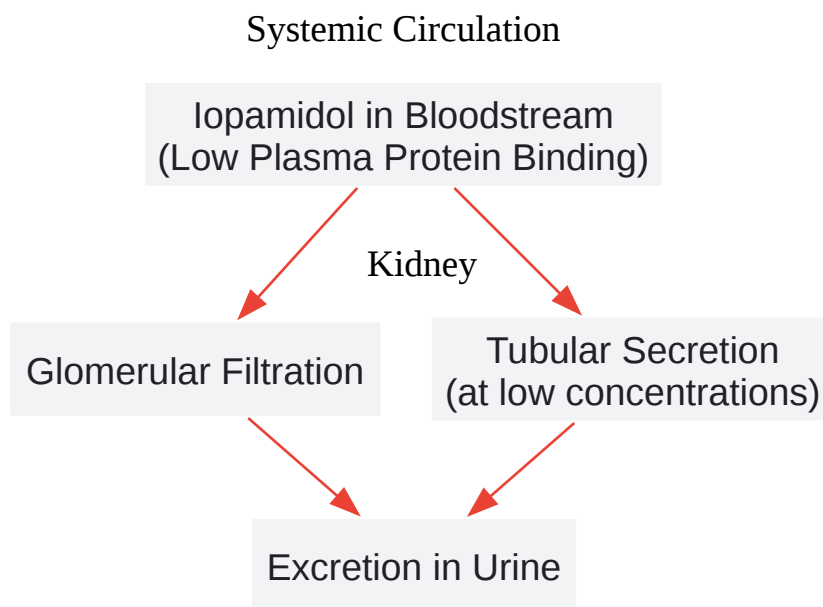 Systemic Circulation
Iopamidol in Bloodstream
(Low Plasma Protein Binding)
Kidney
Glomerular Filtration
Tubular Secretion
(at low concentrations)
Excretion in Urine